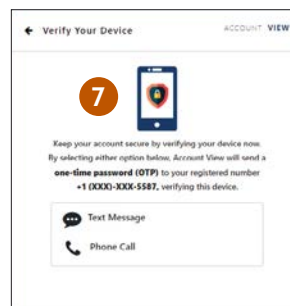 ← Verify Your Device
ACCOUNT VIEW
7
Keep your account secure by verifying your device now.
By selecting either option below, Account View will send a
one-time password (OTP) to your registered number
+1 (XXX)-XXX-5587, verifying this device.
Text Message
Phone Call